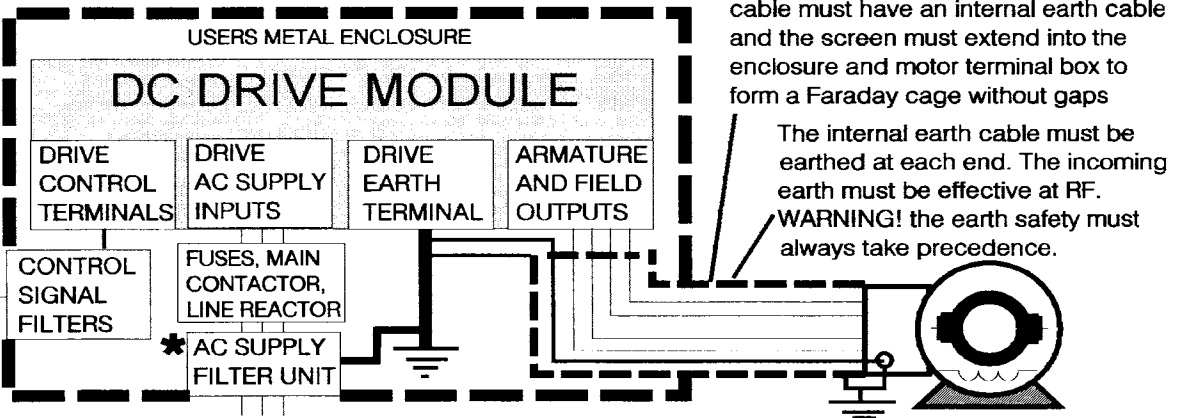 cable must have an internal earth cable
and the screen must extend into the
enclosure and motor terminal box to
form a Faraday cage without gaps
The internal earth cable must be
earthed at each end. The incoming
earth must be effective at RF.
WARNING! the earth safety must
always take precedence.
USERS METAL ENCLOSURE
DC DRIVE MODULE
DRIVE
CONTROL
TERMINALS
DRIVE
AC SUPPLY
INPUTS
DRIVE
EARTH
TERMINAL
ARMATURE
AND FIELD
OUTPUTS
CONTROL
SIGNAL
FILTERS
FUSES, MAIN
CONTACTOR,
LINE REACTOR
* AC SUPPLY
FILTER UNIT